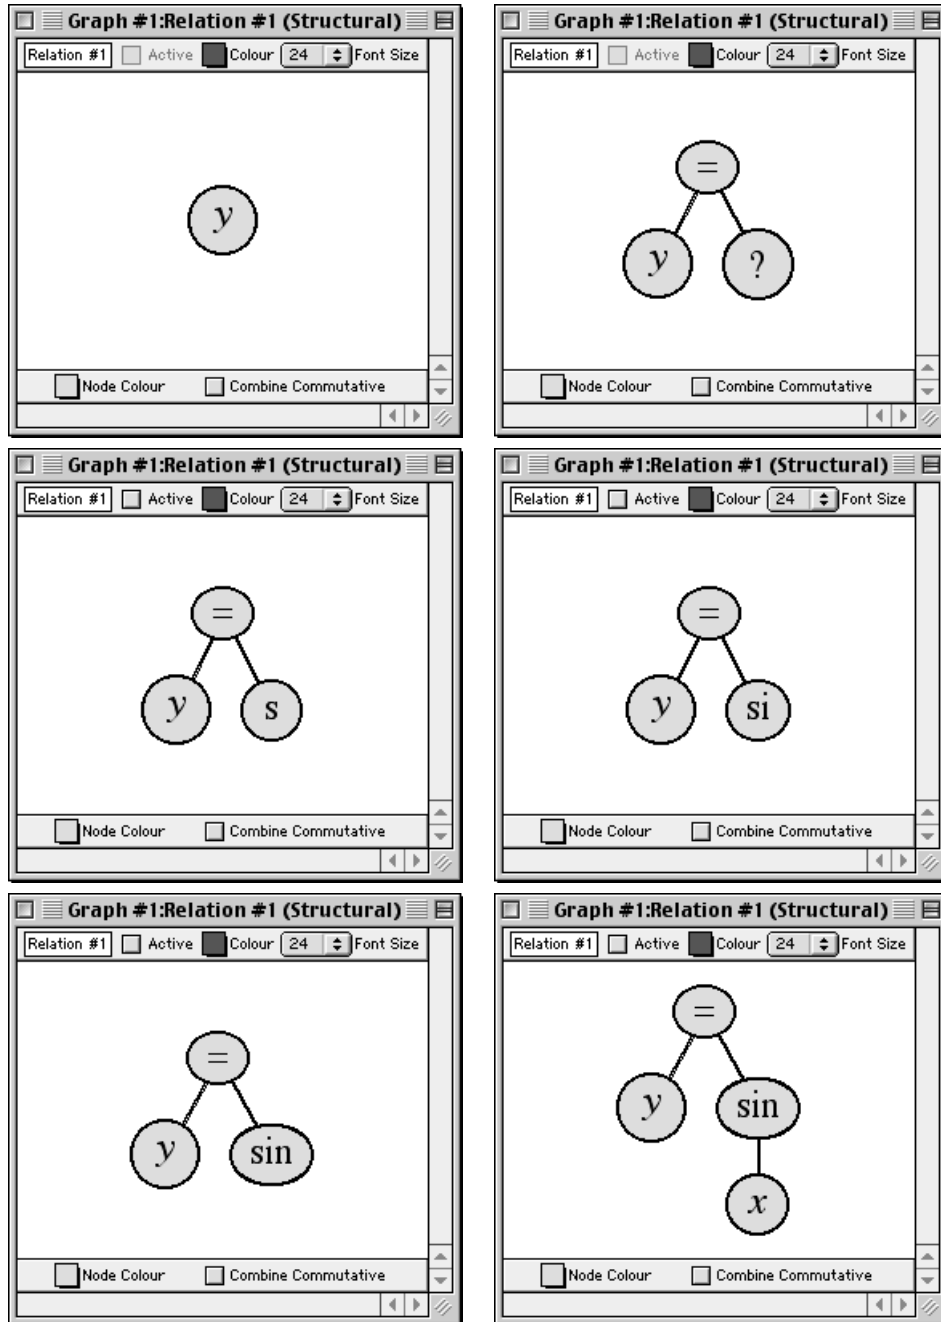 Graph #1:Relation #1 (Structural)
Relation #1 Active Colour 24 Font Size
y
Node Colour Combine Commutative
Graph #1:Relation #1 (Structural)
Relation #1 Active Colour 24 Font Size
=
y ?
Node Colour Combine Commutative
Graph #1:Relation #1 (Structural)
Relation #1 Active Colour 24 Font Size
=
y s
Node Colour Combine Commutative
Graph #1:Relation #1 (Structural)
Relation #1 Active Colour 24 Font Size
=
y si
Node Colour Combine Commutative
Graph #1:Relation #1 (Structural)
Relation #1 Active Colour 24 Font Size
=
y sin
Node Colour Combine Commutative
Graph #1:Relation #1 (Structural)
Relation #1 Active Colour 24 Font Size
=
y sin
x
Node Colour Combine Commutative